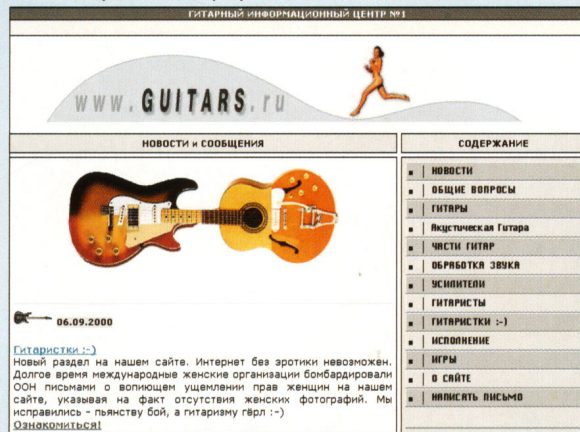 ГИТАРНЫЙ ИНФОРМАЦИОННЫЙ ЦЕНТР №1
www.GUITARS.ru
НОВОСТИ и СООБЩЕНИЯ
06.09.2000
Гитаристки :-)
Новый раздел на нашем сайте. Интернет без эротики невозможен.
Долгое время международные женские организации бомбардировали
ООН письмами о вопиющем ущемлении прав женщин на нашем
сайте, указывая на факт отсутствия женских фотографий. Мы
исправились - пьянству бой, а гитаризму гёрл :-)
Ознакомиться!
СОДЕРЖАНИЕ
НОВОСТИ
ОБЩИЕ ВОПРОСЫ
ГИТАРЫ
Акустическая Гитара
ЧАСТИ ГИТАР
ОБРАБОТКА ЗВУКА
УСИЛИТЕЛИ
ГИТАРИСТЫ
ГИТАРИСТКИ :-)
ИСПОЛНЕНИЕ
ИГРЫ
О САЙТЕ
НАПИСАТЬ ПИСЬМО